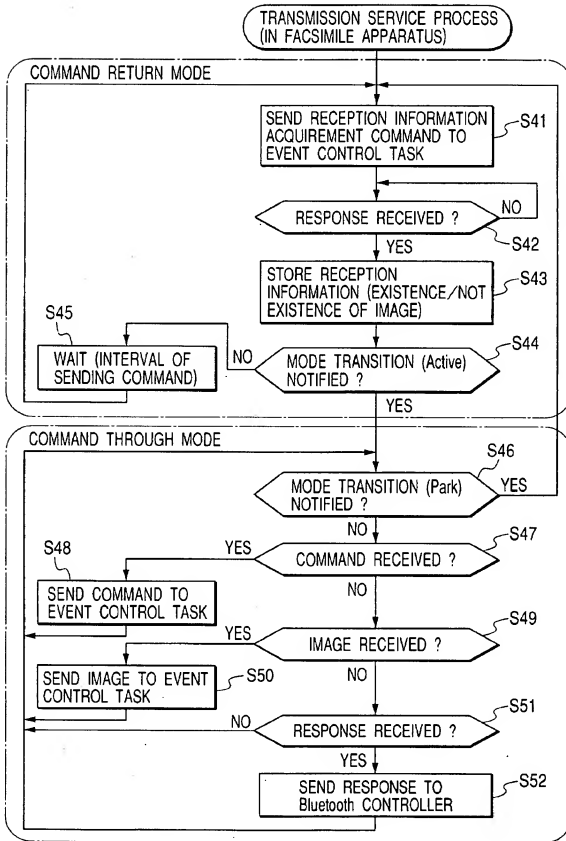 TRANSMISSION SERVICE PROCESS
(IN FACSIMILE APPARATUS)
COMMAND RETURN MODE
SEND RECEPTION INFORMATION
ACQUIREMENT COMMAND TO
EVENT CONTROL TASK
S41
RESPONSE RECEIVED ?
NO
S42
YES
STORE RECEPTION
INFORMATION (EXISTENCE/NOT
EXISTENCE OF IMAGE)
S43
S45
WAIT (INTERVAL OF
SENDING COMMAND)
NO
MODE TRANSITION (Active)
NOTIFIED ?
S44
YES
COMMAND THROUGH MODE
S46
MODE TRANSITION (Park)
NOTIFIED ?
YES
NO
S47
S48
YES
COMMAND RECEIVED ?
SEND COMMAND TO
EVENT CONTROL TASK
NO
S49
YES
IMAGE RECEIVED ?
SEND IMAGE TO EVENT
CONTROL TASK
S50
NO
S51
NO
RESPONSE RECEIVED ?
YES
SEND RESPONSE TO
Bluetooth CONTROLLER
S52